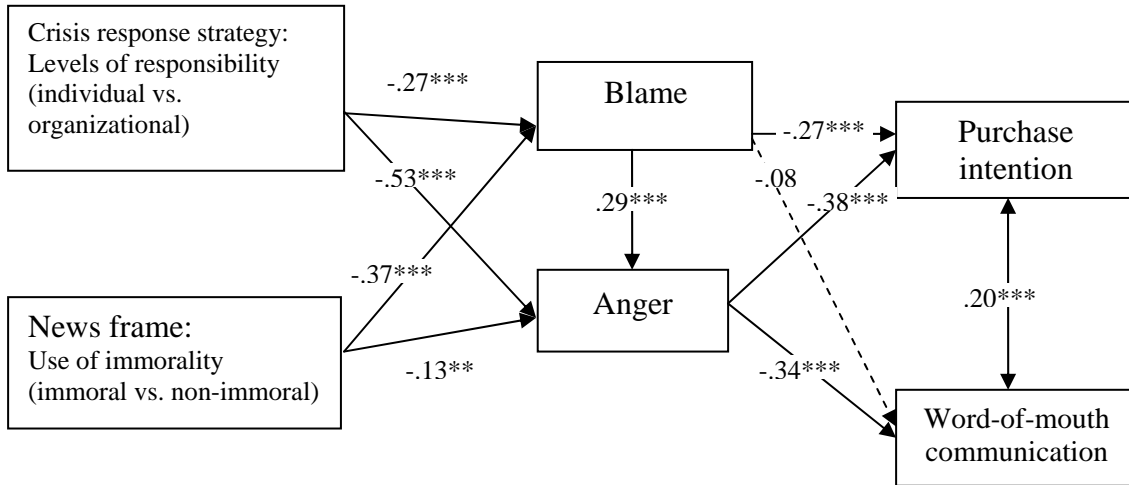 Crisis response strategy:
Levels of responsibility
(individual vs.
organizational)
-.27***
Blame
-.27***
Purchase
intention
-.53***
.29***
-.08
-.38***
-.37***
News frame:
Use of immorality
(immoral vs. non-immoral)
-.13**
Anger
-.34***
.20***
Word-of-mouth
communication